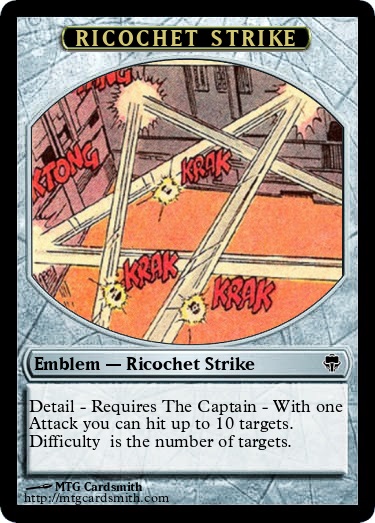 RICOCHET STRIKE
KTONG
KRAK
KRAK
KRAK
Emblem — Ricochet Strike
Detail - Requires The Captain - With one
Attack you can hit up to 10 targets.
Difficulty is the number of targets.
MTG Cardsmith
http://mtgcardsmith.com